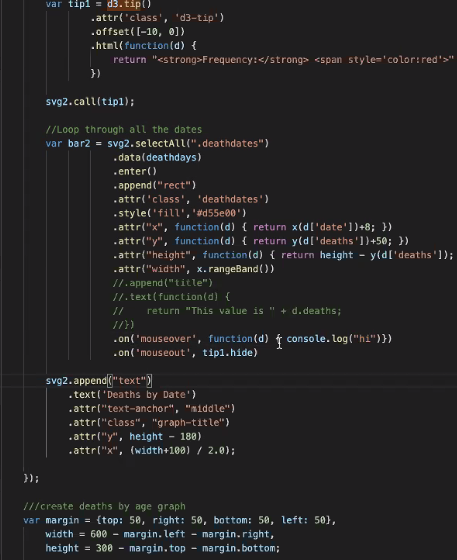 var tip1 = d3.tip()
.attr('class', 'd3-tip')
.offset([-10, 0])
.html(function(d) {
return "<strong>Frequency:</strong> <span style='color:red'>"
})
svg2.call(tip1);
//Loop through all the dates
var bar2 = svg2.selectAll(".deathdates")
.data(deathdays)
.enter()
.append("rect")
.attr('class', 'deathdates')
.style('fill','#d55e00')
.attr("x", function(d) { return x(d['date'])+8; })
.attr("y", function(d) { return y(d['deaths'])+50; })
.attr("height", function(d) { return height - y(d['deaths']);
.attr("width", x.rangeBand())
//.append("title")
//.text(function(d) {
//    return "This value is " + d.deaths;
//})
.on('mouseover', function(d) { console.log("hi")})
.on('mouseout', tip1.hide)
svg2.append("text")
.text('Deaths by Date')
.attr("text-anchor", "middle")
.attr("class", "graph-title")
.attr("y", height - 180)
.attr("x", (width+100) / 2.0);
});
///create deaths by age graph
var margin = {top: 50, right: 50, bottom: 50, left: 50},
width = 600 - margin.left - margin.right,
height = 300 - margin.top - margin.bottom;